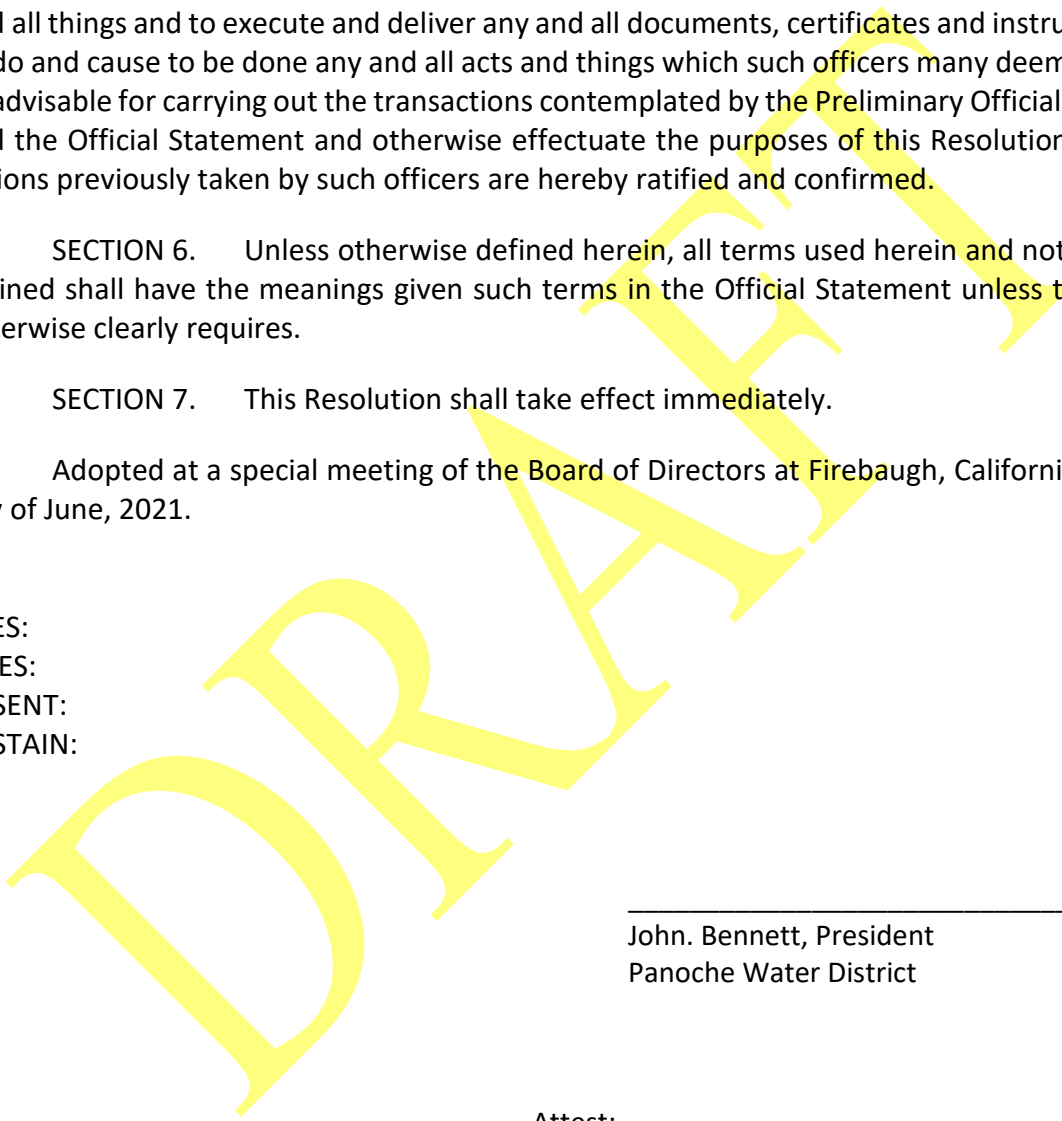 d all things and to execute and deliver any and all documents, certificates and instru
do and cause to be done any and all acts and things which such officers many deem
advisable for carrying out the transactions contemplated by the Preliminary Official
d the Official Statement and otherwise effectuate the purposes of this Resolution
ions previously taken by such officers are hereby ratified and confirmed.
SECTION 6. Unless otherwise defined herein, all terms used herein and not
ined shall have the meanings given such terms in the Official Statement unless t
erwise clearly requires.
SECTION 7. This Resolution shall take effect immediately.
Adopted at a special meeting of the Board of Directors at Firebaugh, Californi
y of June, 2021.
ES:
ES:
SENT:
STAIN:
John. Bennett, President
Panoche Water District
Attest:
DRAFT